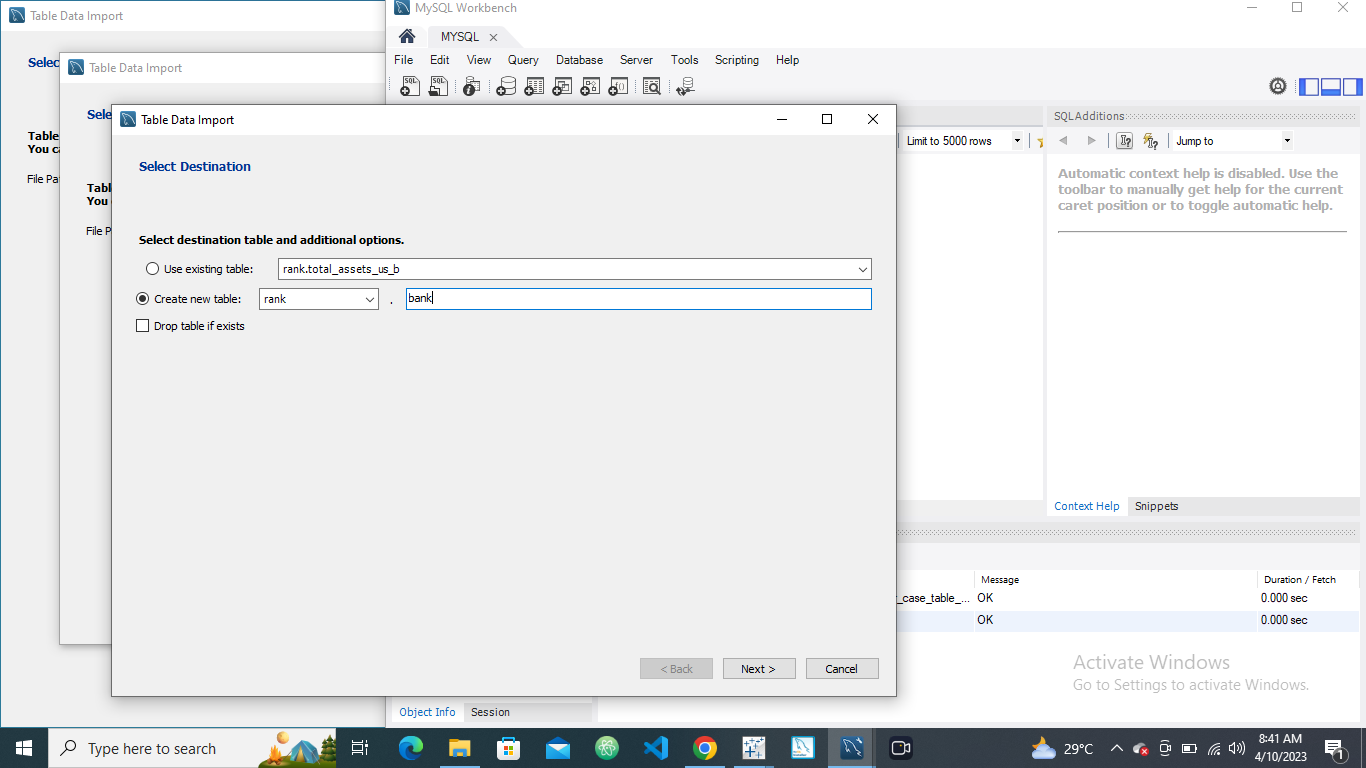 Table Data Import
Selec
Table
You ca
File Pa
Table Data Import
Sele
Tabl
You
File P
Table Data Import
Select Destination
Select destination table and additional options.
Use existing table:
rank.total_assets_us_b
Create new table:
rank
.
bank
Drop table if exists
< Back
Next >
Cancel
MySQL Workbench
MYSQL
File Edit View Query Database Server Tools Scripting Help
SQLAdditions
Limit to 5000 rows
Jump to
Automatic context help is disabled. Use the
toolbar to manually get help for the current
caret position or to toggle automatic help.
Context Help Snippets
Message Duration / Fetch
_case_table_... OK 0.000 sec
OK 0.000 sec
Activate Windows
Go to Settings to activate Windows.
Object Info Session
Type here to search
29°C
8:41 AM
4/10/2023
1